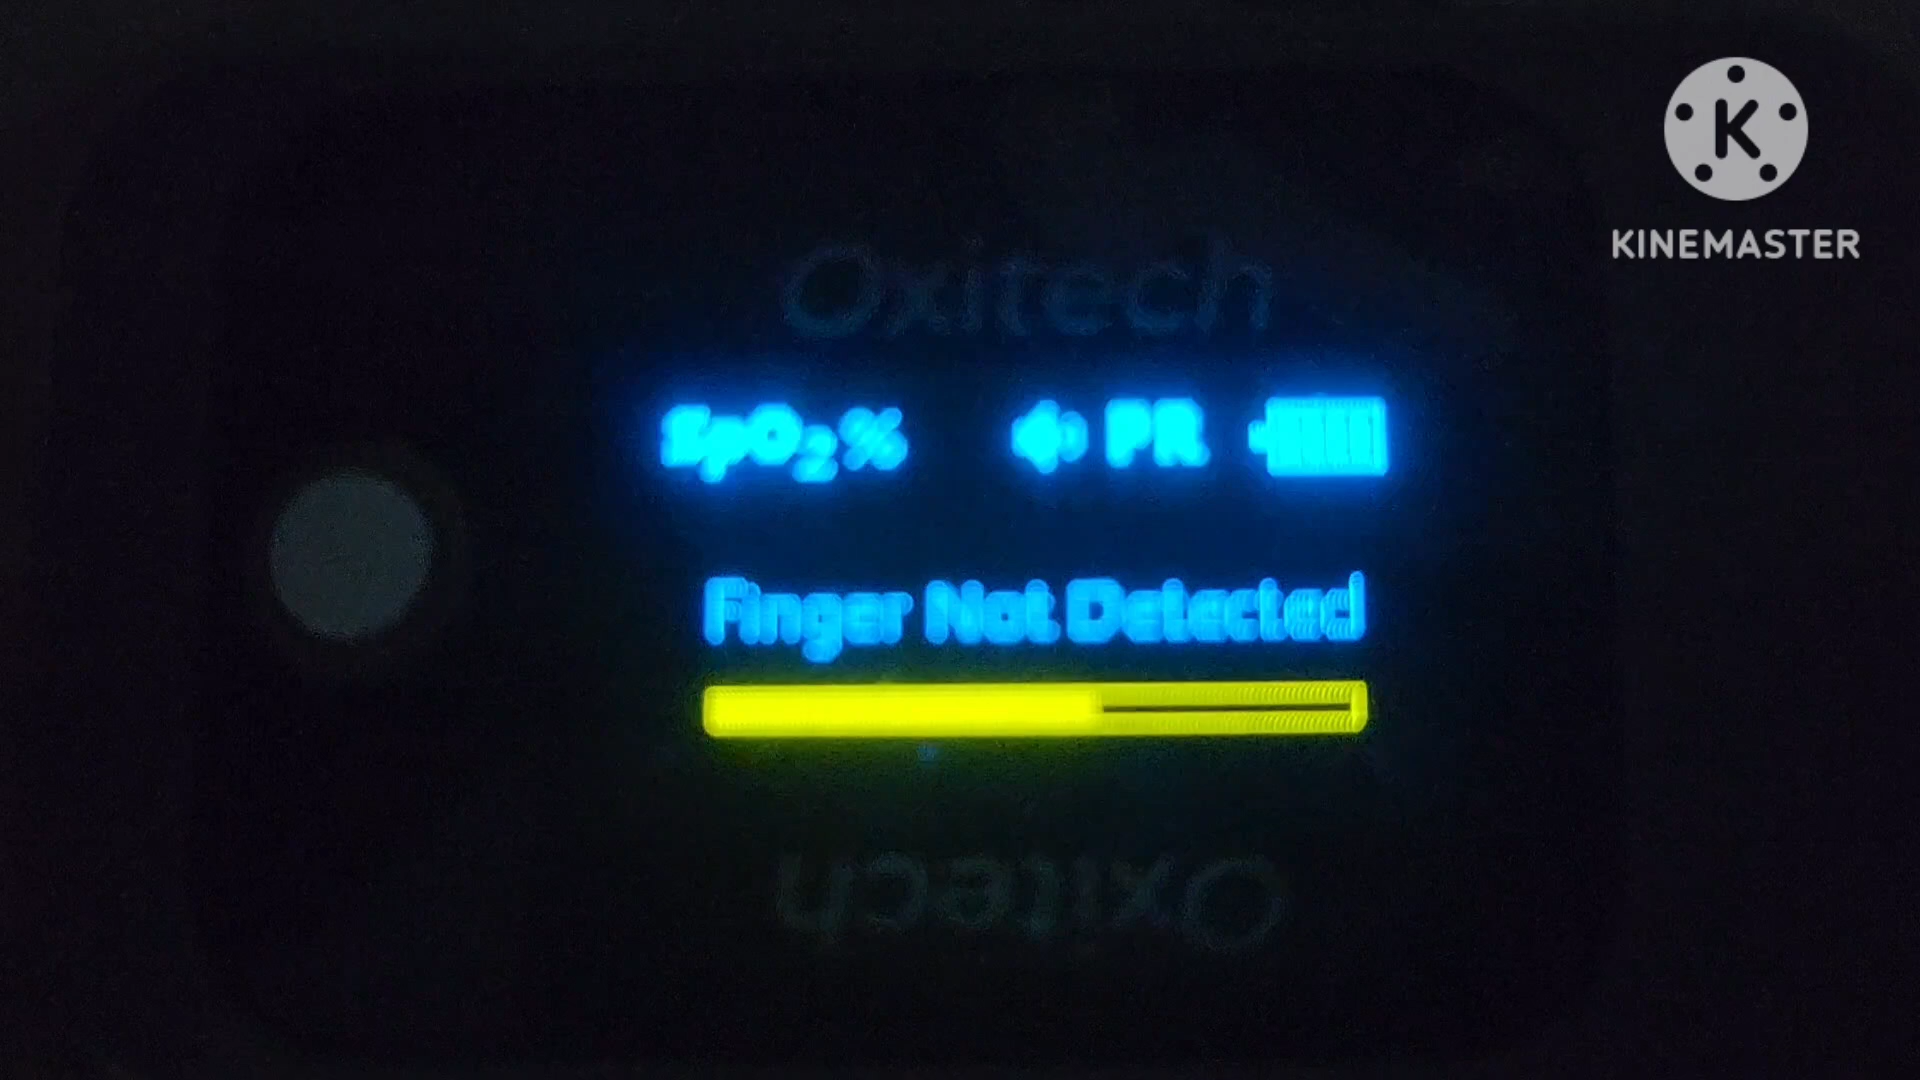 K
KINEMASTER
Oxitech
SpO₂% PR
Finger Not Detected
Oxitech